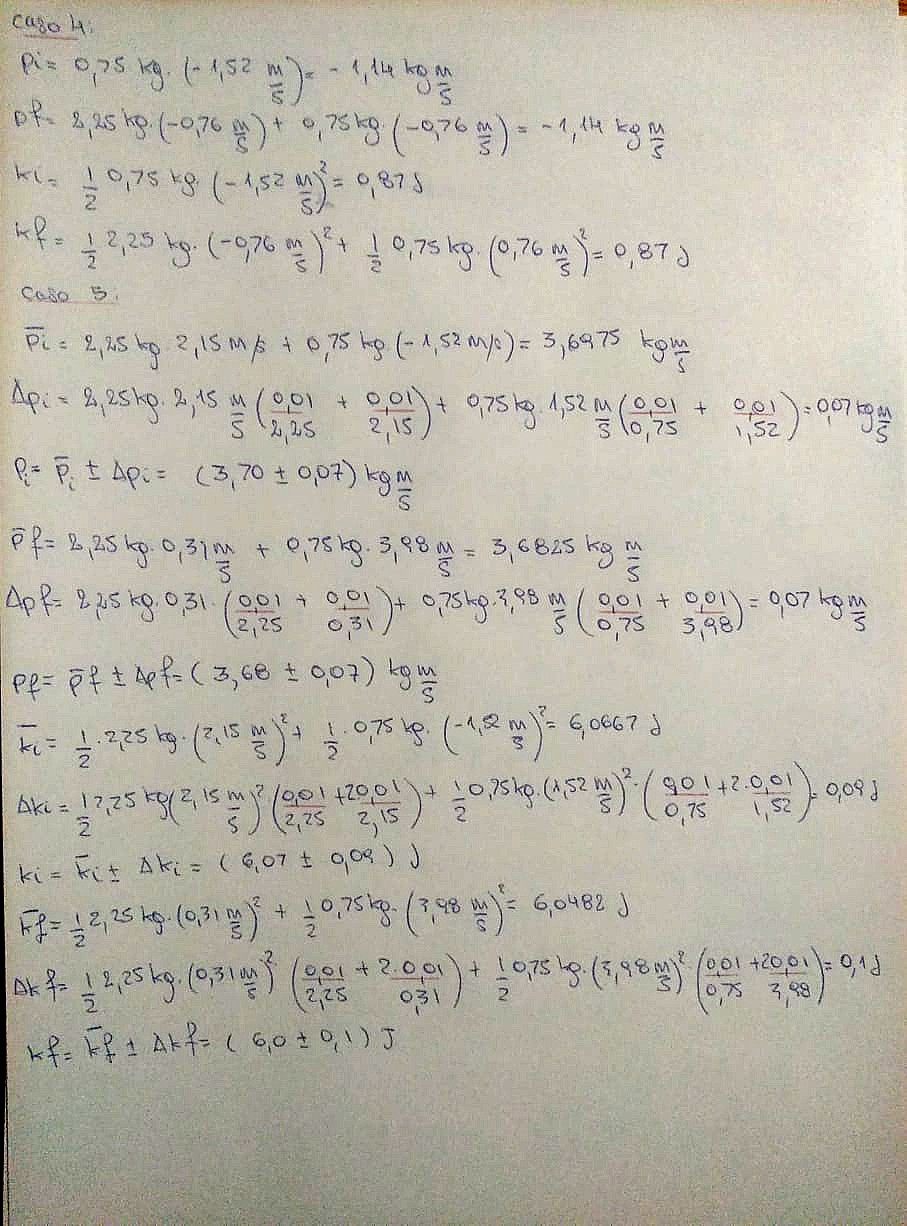 Caso 4:
Pi = 0,75 kg. (-1,52 m/s) = -1,14 kg m/s
Pf = 2,25 kg. (-0,76 m/s) + 0,75 kg. (-0,76 m/s) = -1,14 kg m/s
Ki = 1/2 0,75 kg. (-1,52 m/s)² = 0,87 J
Kf = 1/2 2,25 kg. (-0,76 m/s)² + 1/2 0,75 kg. (0,76 m/s)² = 0,87 J
Caso 5:
p̅i = 2,25 kg. 2,15 m/s + 0,75 kg. (-1,52 m/s) = 3,6975 kg m/s
Δpi = 2,25 kg. 2,15 m/s (0,01/2,25 + 0,01/2,15) + 0,75 kg. 1,52 m/s (0,01/0,75 + 0,01/1,52) = 0,07 kg m/s
Pi = p̅i ± Δpi = (3,70 ± 0,07) kg m/s
p̅f = 2,25 kg. 0,31 m/s + 0,75 kg. 3,98 m/s = 3,6825 kg m/s
Δpf = 2,25 kg. 0,31. (0,01/2,25 + 0,01/0,31) + 0,75 kg. 3,98 m/s (0,01/0,75 + 0,01/3,98) = 0,07 kg m/s
Pf = p̅f ± Δpf = (3,68 ± 0,07) kg m/s
k̅i = 1/2 . 2,25 kg. (2,15 m/s)² + 1/2 . 0,75 kg. (-1,52 m/s)² = 6,0667 J
Δki = 1/2 2,25 kg (2,15 m/s)² (0,01/2,25 + 2 0,01/2,15) + 1/2 0,75 kg. (1,52 m/s)² . (0,01/0,75 + 2. 0,01/1,52) = 0,09 J
ki = k̅i ± Δki = (6,07 ± 0,09) J
k̅f = 1/2 2,25 kg. (0,31 m/s)² + 1/2 0,75 kg. (3,98 m/s)² = 6,0482 J
Δkf = 1/2 2,25 kg. (0,31 m/s)² (0,01/2,25 + 2. 0,01/0,31) + 1/2 0,75 kg. (3,98 m/s)² . (0,01/0,75 + 2 0,01/3,98) = 0,1 J
kf = k̅f ± Δkf = (6,0 ± 0,1) J